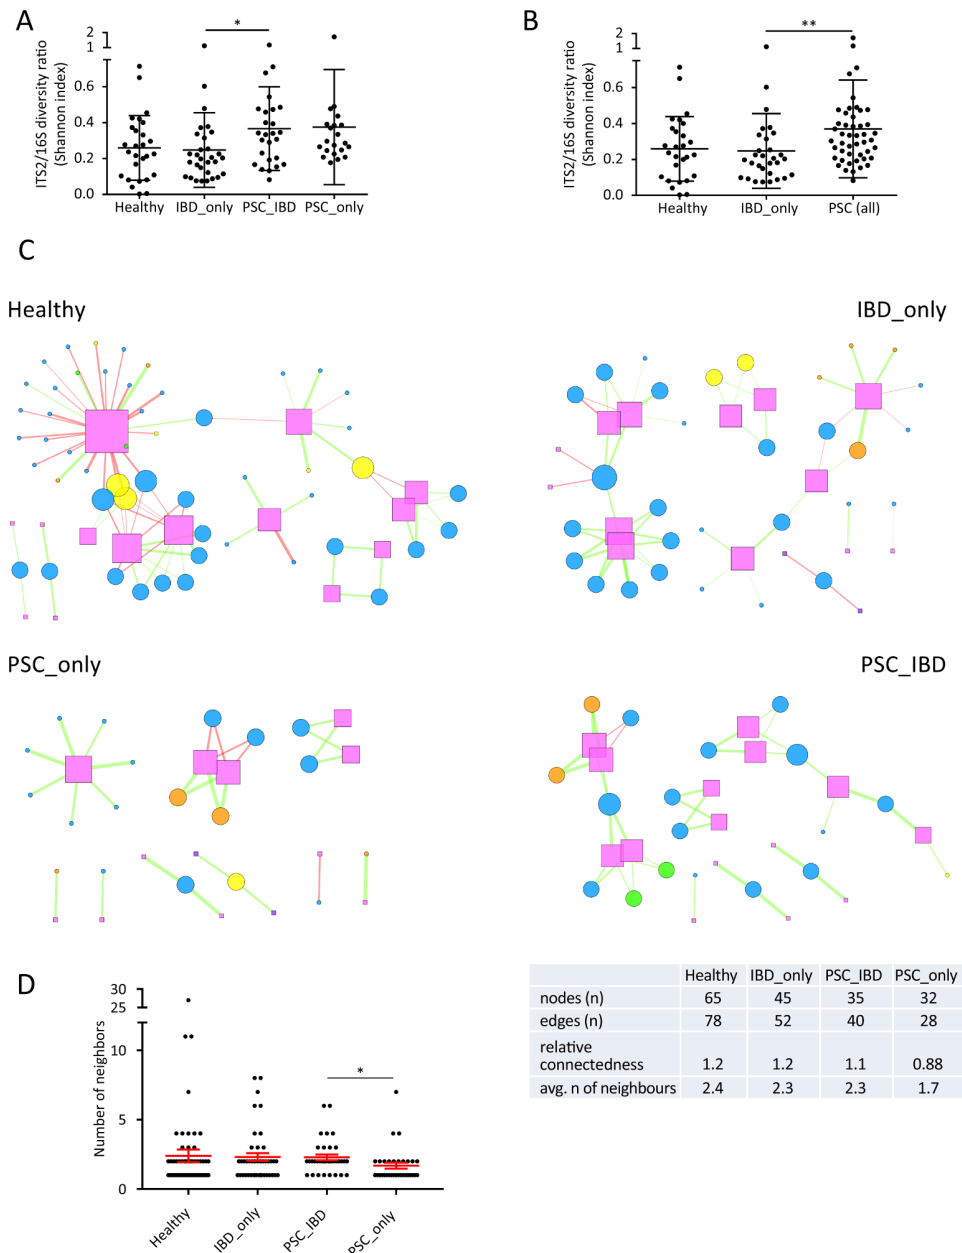 A
2
1
0.6
0.4
0.2
0.0
ITS2/16S diversity ratio
(Shannon index)
*
Healthy IBD_only PSC_IBD PSC_only
B
2
1
0.6
0.4
0.2
0.0
ITS2/16S diversity ratio
(Shannon index)
**
Healthy IBD_only PSC (all)
C
Healthy
IBD_only
PSC_only
PSC_IBD
D
30
25
10
5
0
Number of neighbors
*
Healthy
IBD_only
PSC_IBD
PSC_only
Healthy IBD_only PSC_IBD PSC_only
nodes (n) 65 45 35 32
edges (n) 78 52 40 28
relative
connectedness 1.2 1.2 1.1 0.88
avg. n of neighbours 2.4 2.3 2.3 1.7